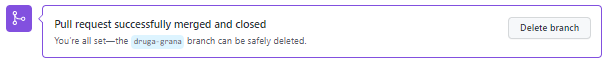 Pull request successfully merged and closed
You're all set—the druga-grana branch can be safely deleted.
Delete branch